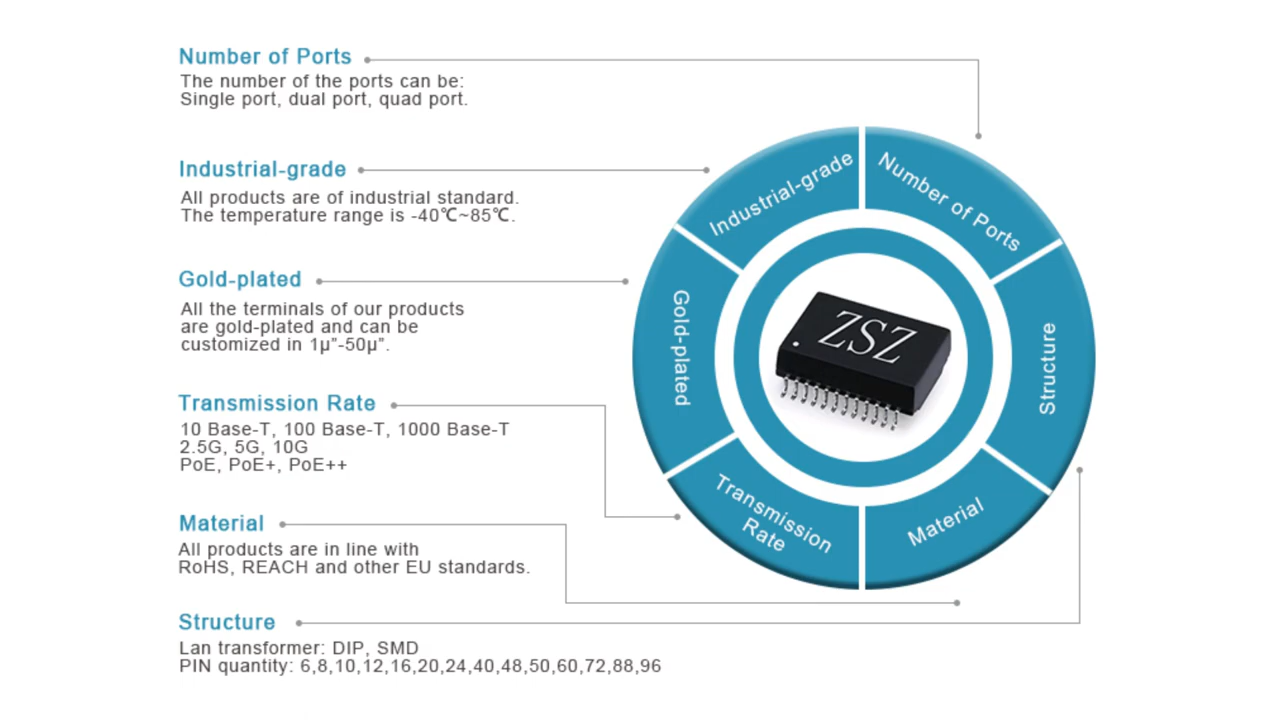 Number of Ports
The number of the ports can be:
Single port, dual port, quad port.
Industrial-grade
All products are of industrial standard.
The temperature range is -40℃~85℃.
Gold-plated
All the terminals of our products
are gold-plated and can be
customized in 1μ"-50μ".
Transmission Rate
10 Base-T, 100 Base-T, 1000 Base-T
2.5G, 5G, 10G
PoE, PoE+, PoE++
Material
All products are in line with
RoHS, REACH and other EU standards.
Structure
Lan transformer: DIP, SMD
PIN quantity: 6,8,10,12,16,20,24,40,48,50,60,72,88,96
Industrial-grade
Number of Ports
Gold-plated
Structure
Transmission
Rate
Material
ZSZ